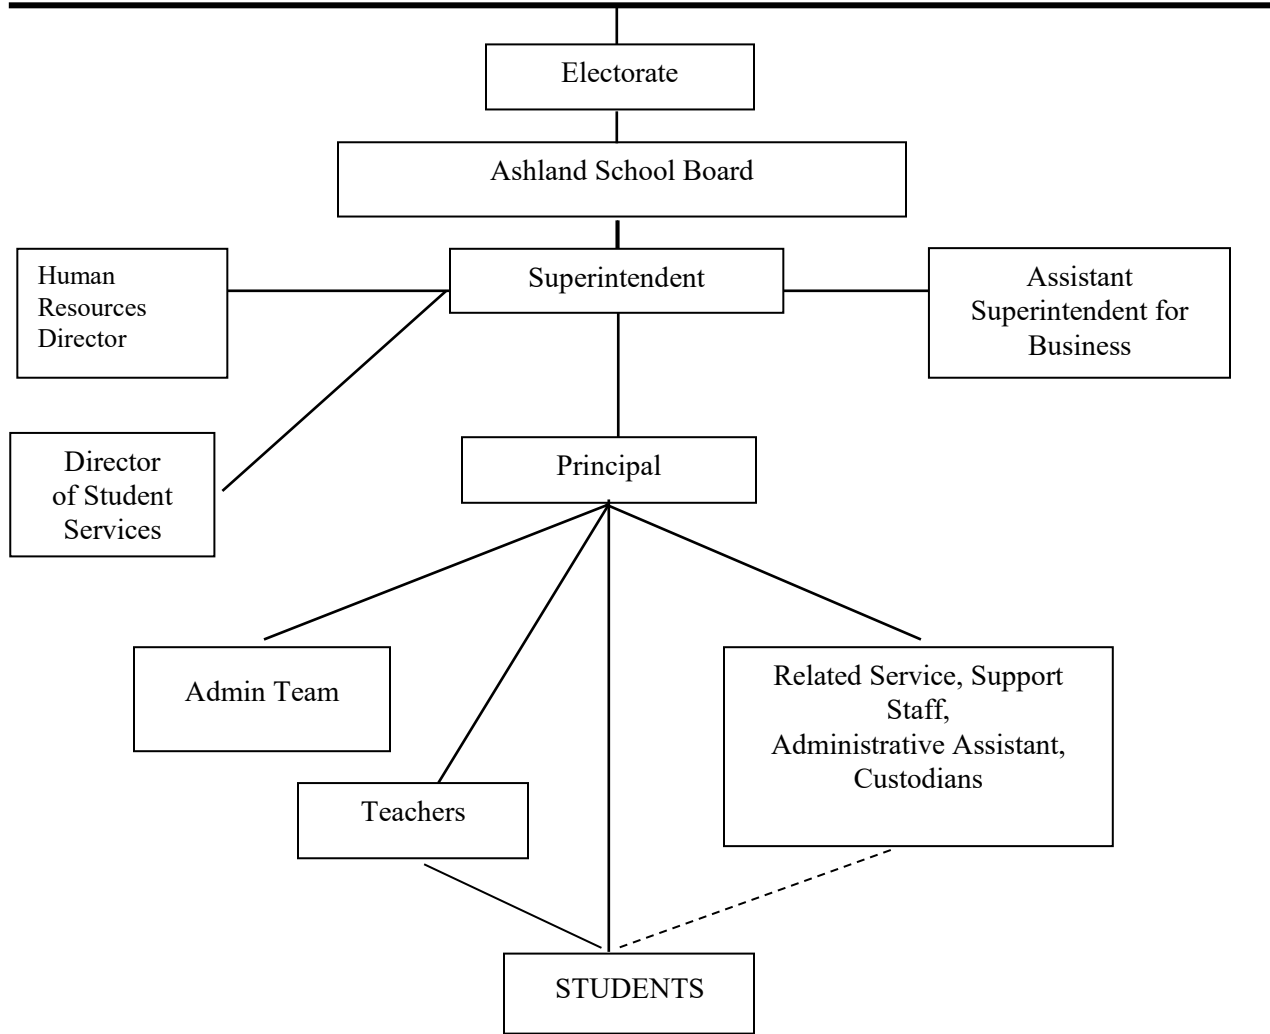 Electorate
Ashland School Board
Human
Resources
Director
Superintendent
Assistant
Superintendent for
Business
Director
of Student
Services
Principal
Admin Team
Related Service, Support
Staff,
Administrative Assistant,
Custodians
Teachers
STUDENTS